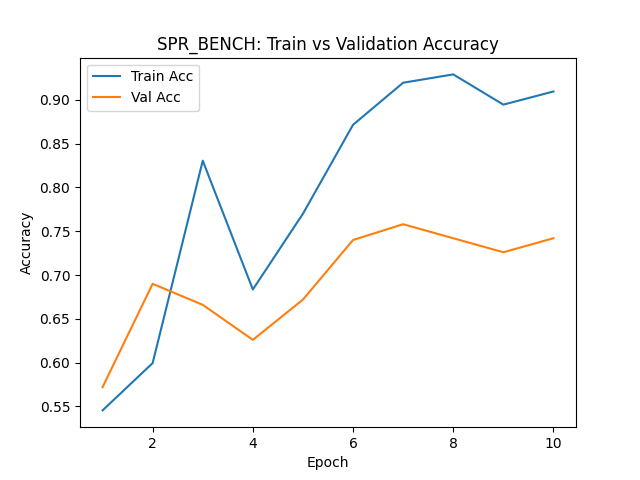 SPR_BENCH: Train vs Validation Accuracy
Train Acc
Val Acc
Accuracy
0.90
0.85
0.80
0.75
0.70
0.65
0.60
0.55
2
4
6
8
10
Epoch